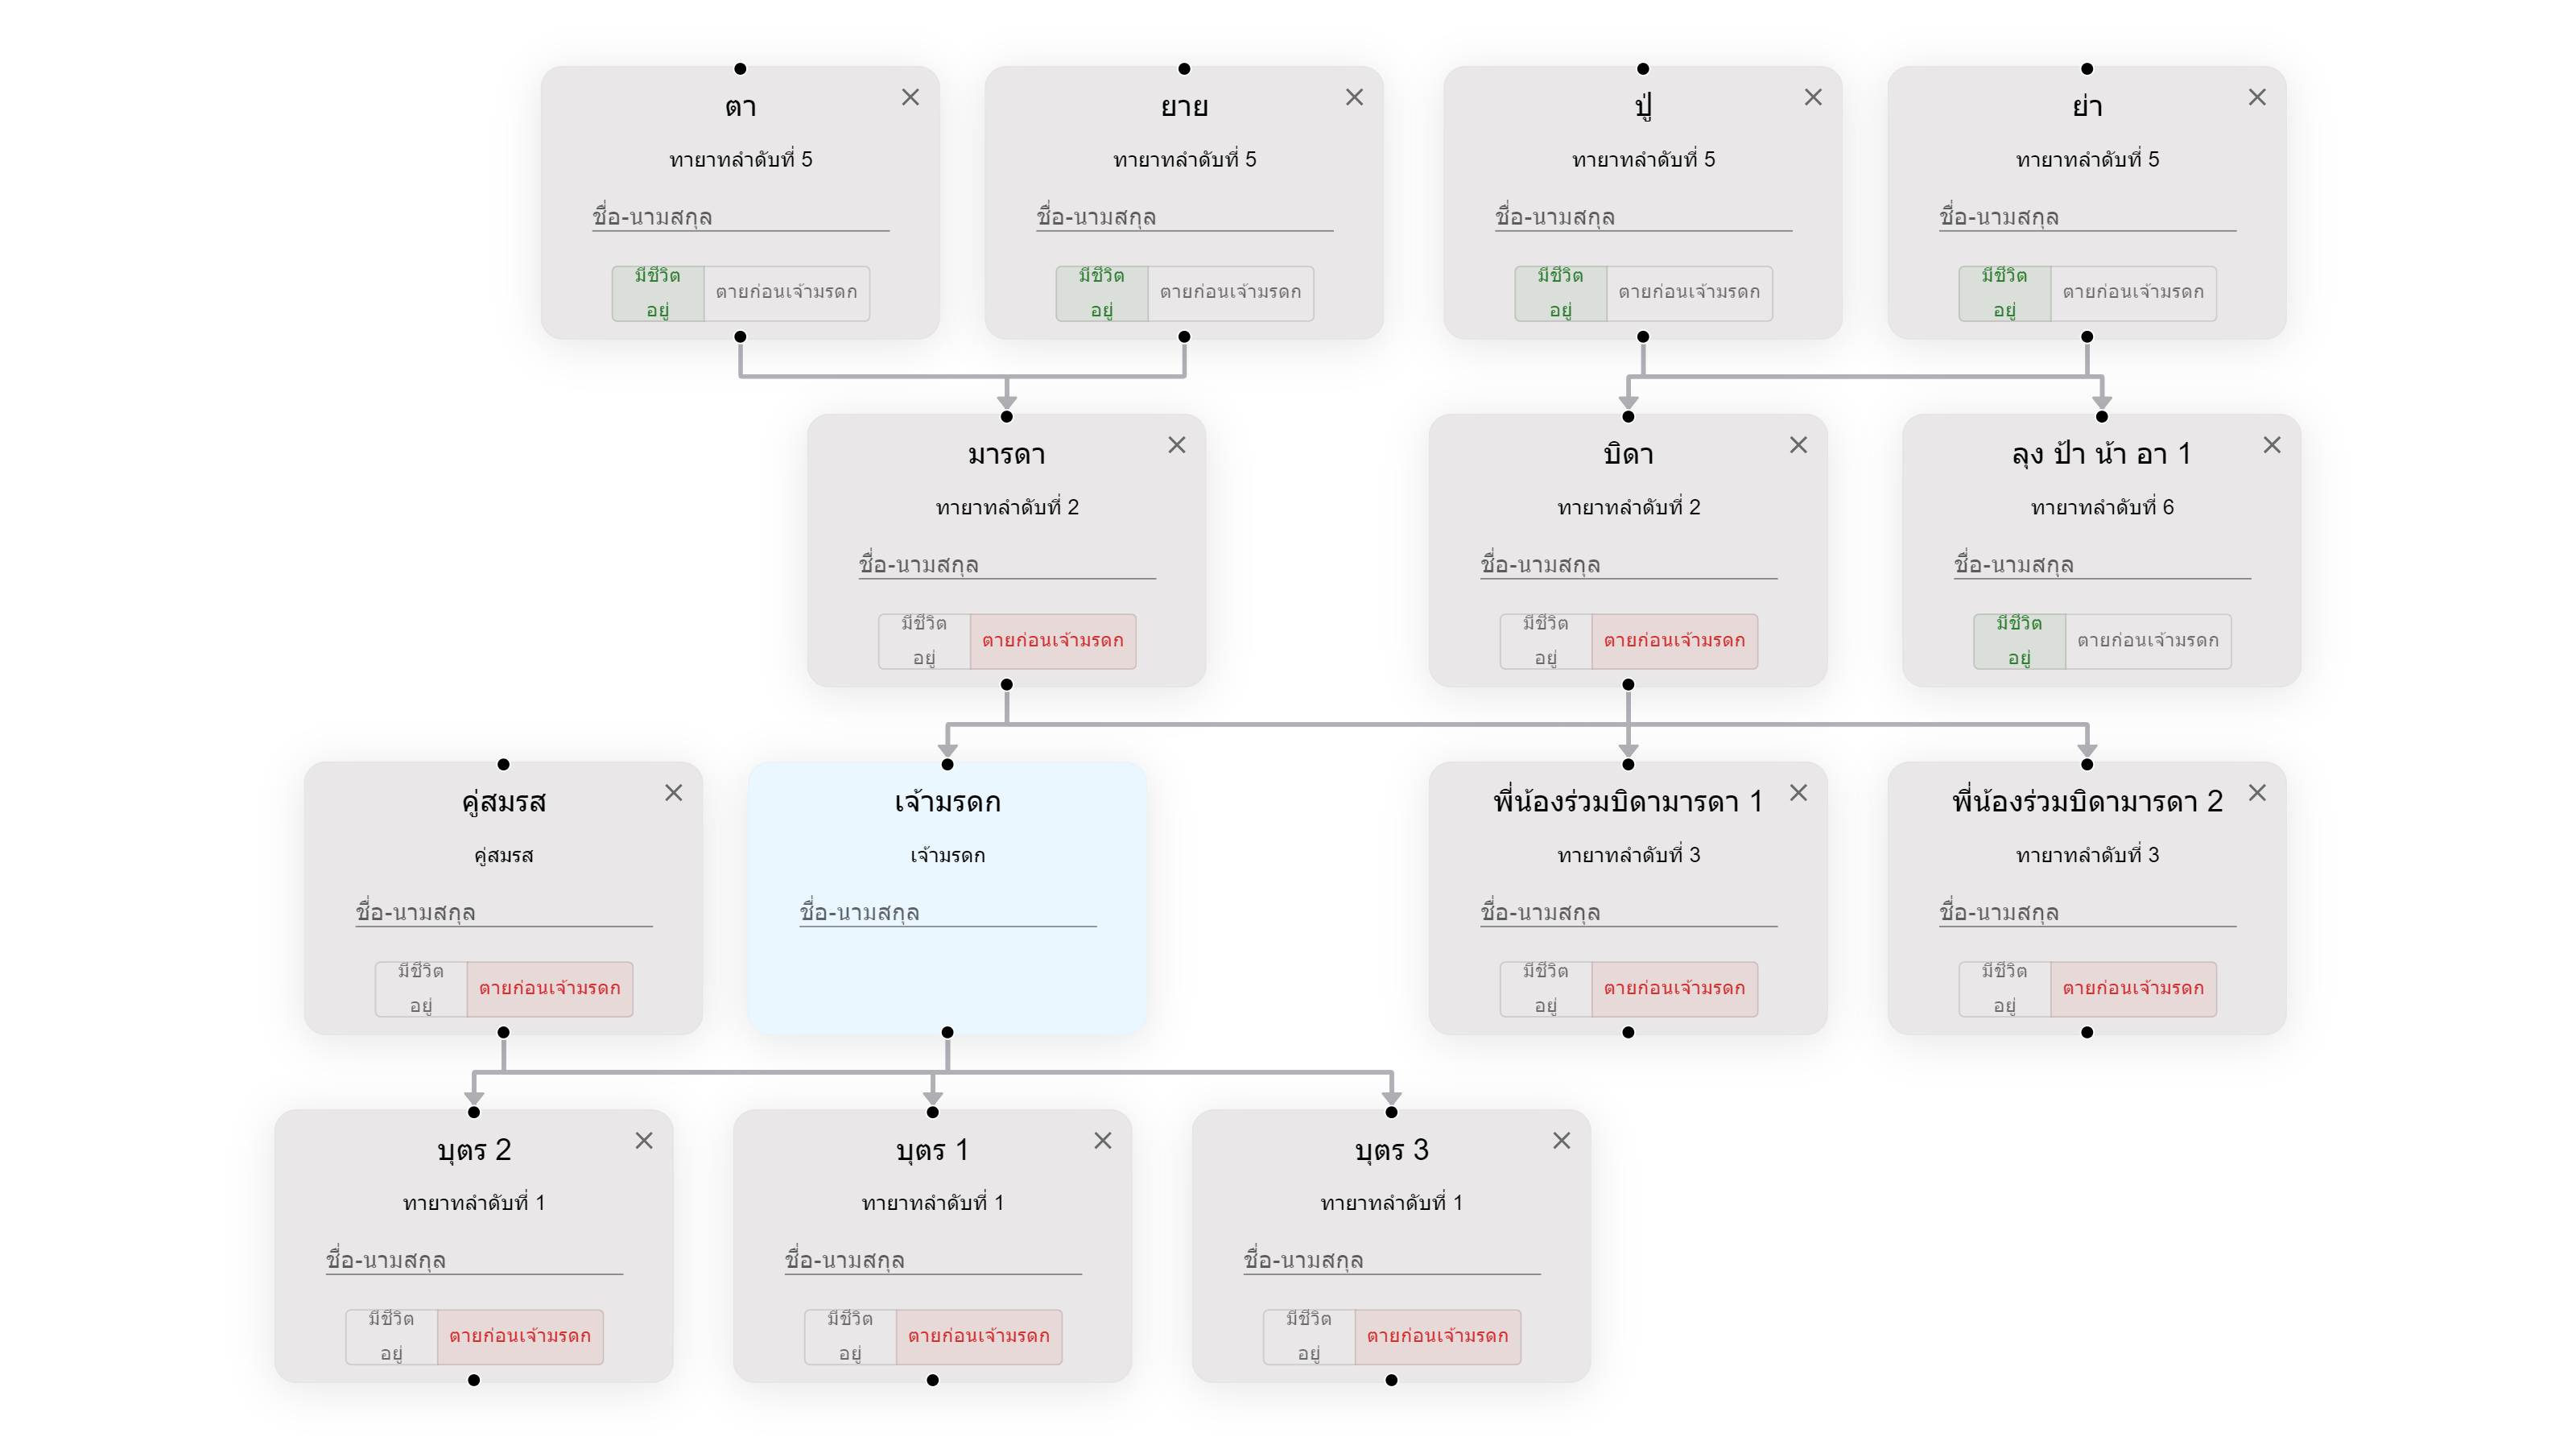 ตา
ทายาทลำดับที่ 5
ชื่อ-นามสกุล
มีชีวิต
อยู่
ตายก่อนเจ้ามรดก
ยาย
ทายาทลำดับที่ 5
ชื่อ-นามสกุล
มีชีวิต
อยู่
ตายก่อนเจ้ามรดก
ปู่
ทายาทลำดับที่ 5
ชื่อ-นามสกุล
มีชีวิต
อยู่
ตายก่อนเจ้ามรดก
ย่า
ทายาทลำดับที่ 5
ชื่อ-นามสกุล
มีชีวิต
อยู่
ตายก่อนเจ้ามรดก
มารดา
ทายาทลำดับที่ 2
ชื่อ-นามสกุล
มีชีวิต
อยู่
ตายก่อนเจ้ามรดก
บิดา
ทายาทลำดับที่ 2
ชื่อ-นามสกุล
มีชีวิต
อยู่
ตายก่อนเจ้ามรดก
ลุง ป้า น้า อา 1
ทายาทลำดับที่ 6
ชื่อ-นามสกุล
มีชีวิต
อยู่
ตายก่อนเจ้ามรดก
คู่สมรส
คู่สมรส
ชื่อ-นามสกุล
มีชีวิต
อยู่
ตายก่อนเจ้ามรดก
เจ้ามรดก
เจ้ามรดก
ชื่อ-นามสกุล
พี่น้องร่วมบิดามารดา 1
ทายาทลำดับที่ 3
ชื่อ-นามสกุล
มีชีวิต
อยู่
ตายก่อนเจ้ามรดก
พี่น้องร่วมบิดามารดา 2
ทายาทลำดับที่ 3
ชื่อ-นามสกุล
มีชีวิต
อยู่
ตายก่อนเจ้ามรดก
บุตร 2
ทายาทลำดับที่ 1
ชื่อ-นามสกุล
มีชีวิต
อยู่
ตายก่อนเจ้ามรดก
บุตร 1
ทายาทลำดับที่ 1
ชื่อ-นามสกุล
มีชีวิต
อยู่
ตายก่อนเจ้ามรดก
บุตร 3
ทายาทลำดับที่ 1
ชื่อ-นามสกุล
มีชีวิต
อยู่
ตายก่อนเจ้ามรดก